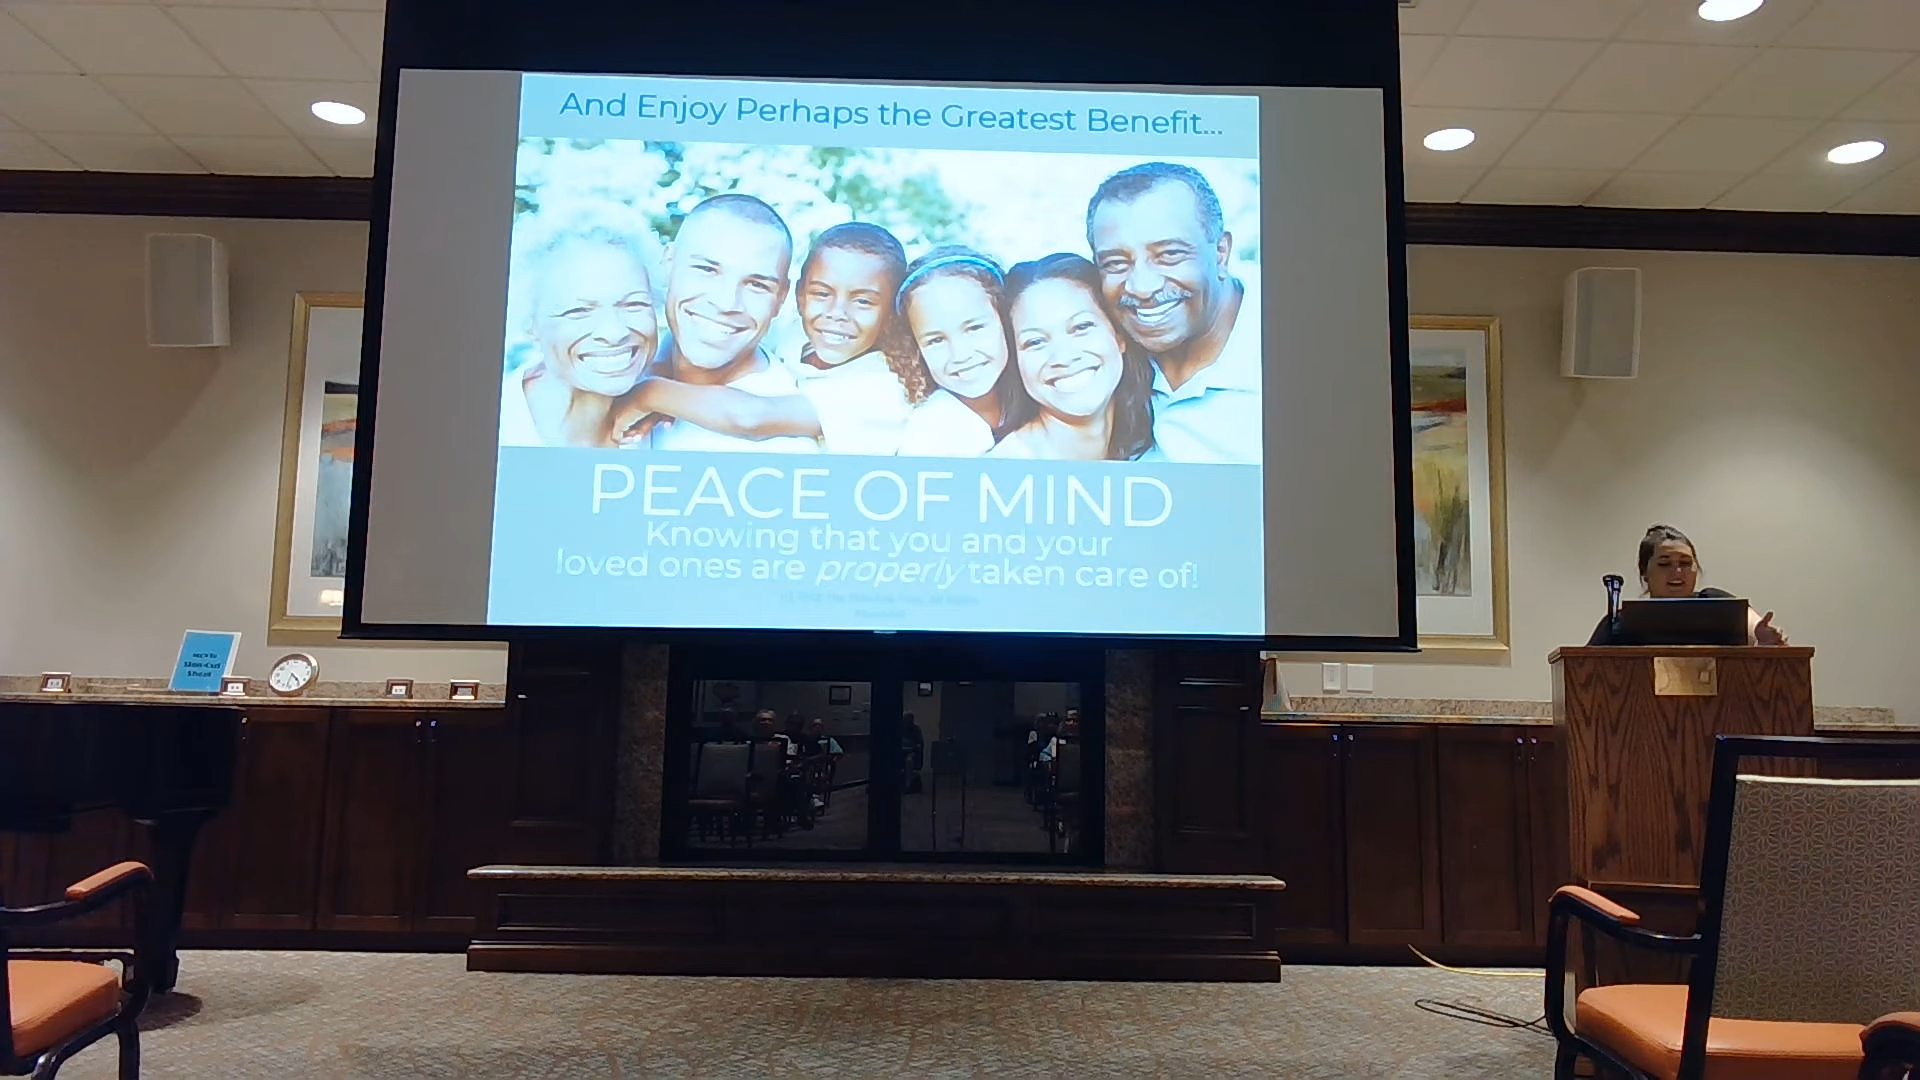 And Enjoy Perhaps the Greatest Benefit...
PEACE OF MIND
Knowing that you and your
loved ones are properly taken care of!